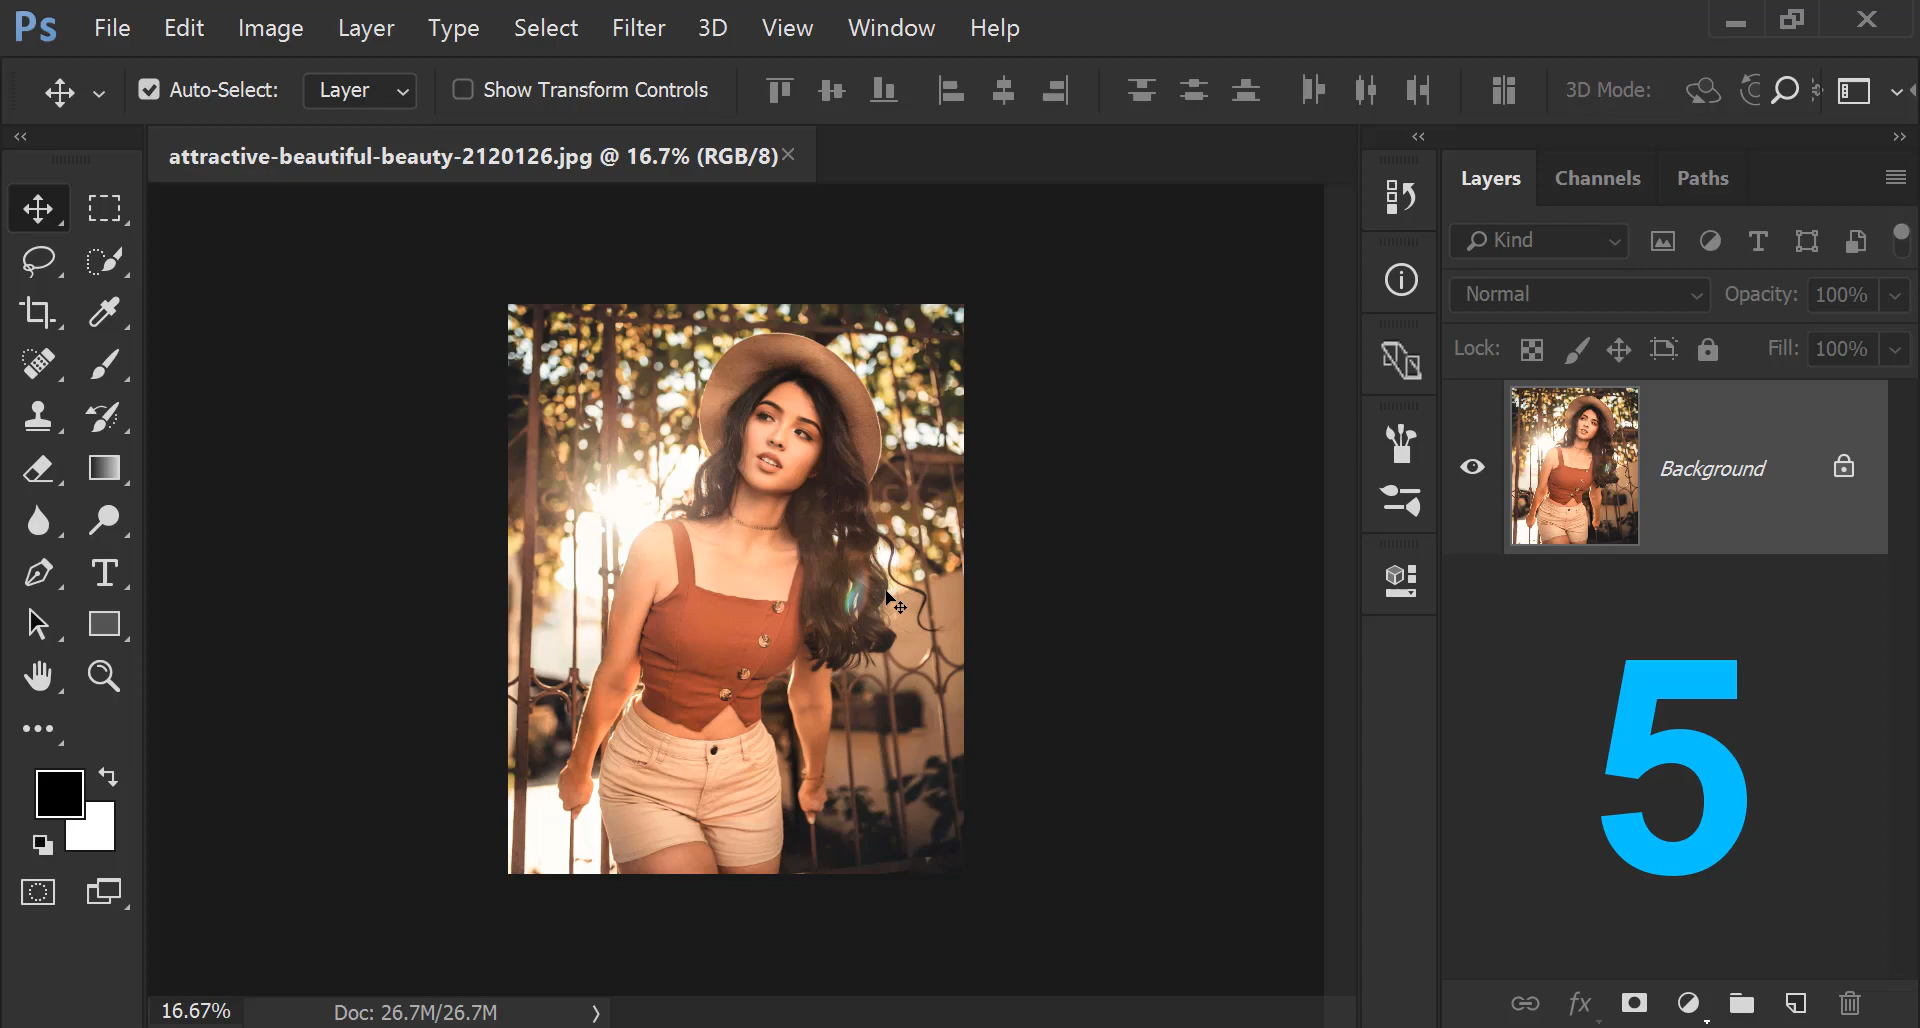 Ps File Edit Image Layer Type Select Filter 3D View Window Help
Auto-Select: Layer Show Transform Controls 3D Mode:
attractive-beautiful-beauty-2120126.jpg @ 16.7% (RGB/8)
Layers Channels Paths
Kind
Normal Opacity: 100%
Lock: Fill: 100%
Background
5
16.67% Doc: 26.7M/26.7M
fx